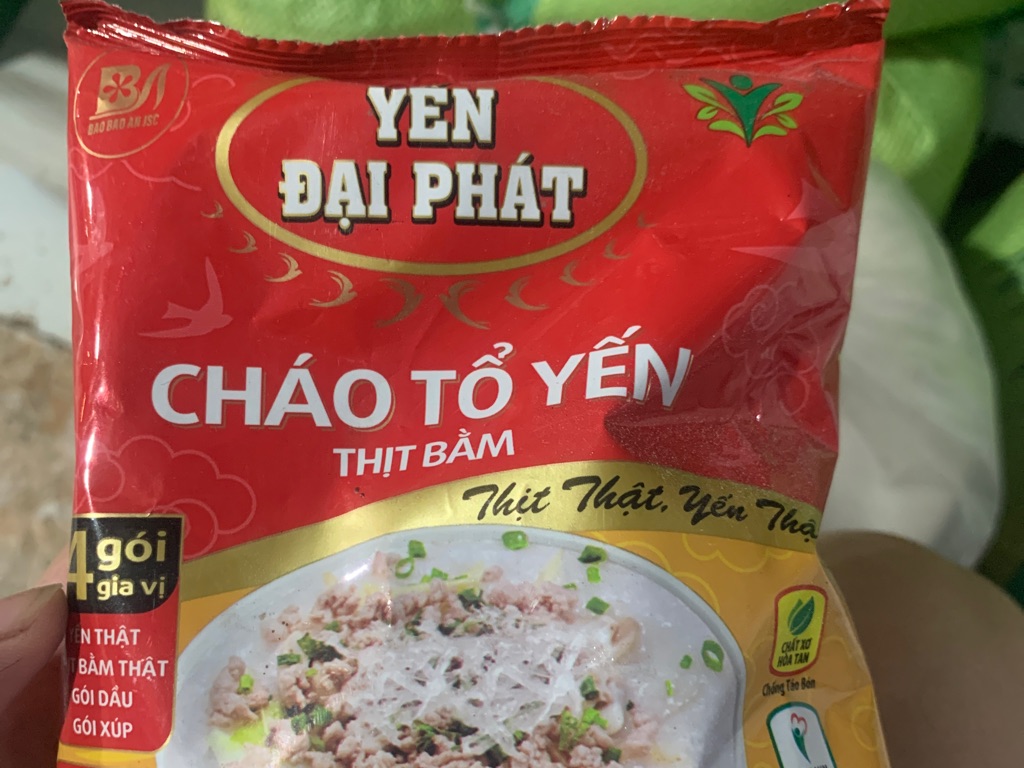 BA
BAO BAO AN JSC
YẾN
ĐẠI PHÁT
CHÁO TỔ YẾN
THỊT BẰM
Thịt Thật, Yến
4 gói
gia vị
YẾN THẬT
BẰM THẬT
GÓI DẦU
GÓI XÚP
CHẤT XƠ
HÒA TAN
Chống Táo Bón